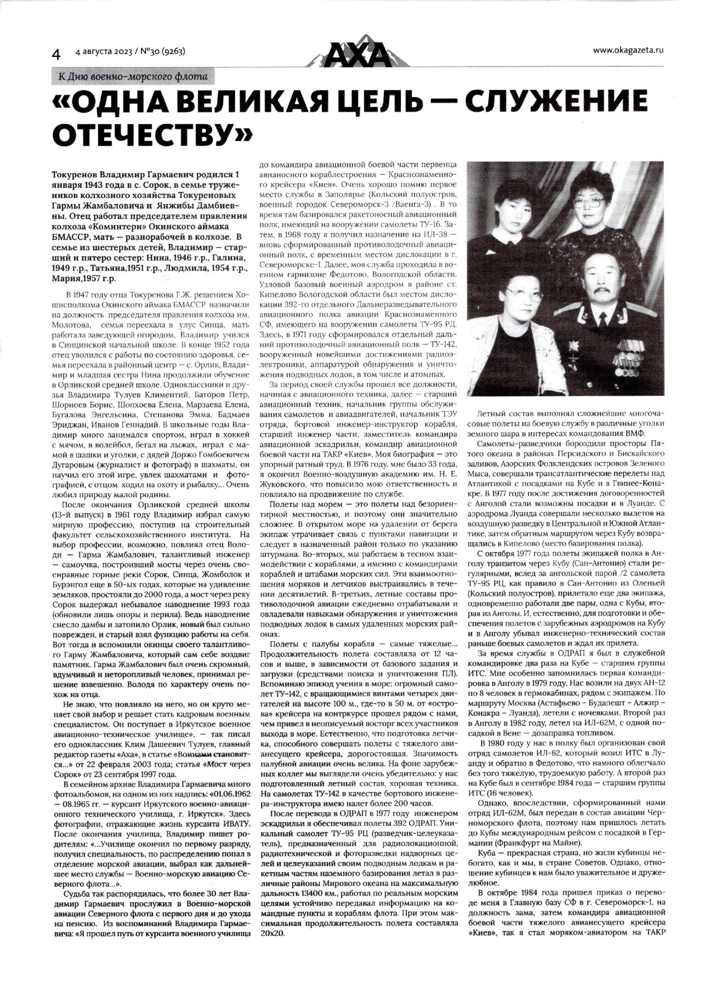 4 4 августа 2023 / №30 (9263)
АХА
www.okagazeta.ru
К Дню военно-морского флота
«ОДНА ВЕЛИКАЯ ЦЕЛЬ — СЛУЖЕНИЕ
ОТЕЧЕСТВУ»
Токуренов Владимир Гармаевич родился 1
января 1943 года в с. Сорок, в семье труже-
ников колхозного хозяйства Токуреновых
Гармы Жамбаловича и Янжибы Дамбиев-
ны. Отец работал председателем правления
колхоза «Коминтерн» Окинского аймака
БМАССР, мать — разнорабочей в колхозе. В
семье из шестерых детей, Владимир — стар-
ший и пятеро сестер: Нина, 1946 г.р., Галина,
1949 г.р., Татьяна,1951 г.р., Людмила, 1954 г.р.,
Мария,1957 г.р.
В 1947 году отца Токуренова Г.Ж. решением Хо-
шисполкома Окинского аймака БМАССР назначили
на должность председателя правления колхоза им.
Молотова, семья переехала в улус Синца, мать
работала заведующей огородом, Владимир учился
в Синцинской начальной школе. В конце 1952 года
отец уволился с работы по состоянию здоровья, се-
мья переехала в районный центр — с. Орлик, Влади-
мир и младшая сестра Нина продолжили обучение
в Орликской средней школе. Одноклассники и дру-
зья Владимира Тулуев Климентий, Баторов Петр,
Шорноев Борис, Шопхоева Елена, Марзаева Елена,
Бугалова Энгельсина, Степанова Эмма, Бадмаев
Эриджан, Иванов Геннадий. В школьные годы Вла-
димир много занимался спортом, играл в хоккей
с мячом, в волейбол, бегал на лыжах, играл с ма-
мой в шашки и уголки, с дядей Доржо Гомбоевичем
Дугаровым (журналист и фотограф) в шахматы, он
научил его этой игре, увлек шахматами и фото-
графией, с отцом ходил на охоту и рыбалку... Очень
любил природу малой родины.
После окончания Орликской средней школы
(13-й выпуск) в 1961 году Владимир избрал самую
мирную профессию, поступив на строительный
факультет сельскохозяйственного института. На
выбор профессии, возможно, повлиял отец Воло-
ди — Гарма Жамбалович, талантливый инженер
— самоучка, построивший мосты через очень сво-
енравные горные реки Сорок, Синца, Жомболок и
Бурэнгол еще в 50-ых годах, которые на удивление
земляков, простояли до 2000 года, а мост через реку
Сорок выдержал небывалое наводнение 1993 года
(обновили лишь опоры и перила). Ведь наводнение
снесло дамбы и затопило Орлик, новый был сильно
поврежден, и старый взял функцию работы на себя.
Вот тогда и вспомнили окинцы своего талантливо-
го Гарму Жамбаловича, который сам себе воздвиг
памятник. Гарма Жамбалович был очень скромный,
вдумчивый и неторопливый человек, принимал ре-
шение взвешенно. Володя по характеру очень по-
хож на отца.
Не знаю, что повлияло на него, но он круто ме-
няет свой выбор и решает стать кадровым военным
специалистом. Он поступает в Иркутское военное
авиационно-техническое училище», — так писал
его одноклассник Клим Дашеевич Тулуев, главный
редактор газеты «Аха», в статье «Воинами становят-
ся...» от 22 февраля 2003 года; статья «Мост через
Сорок» от 23 сентября 1997 года.
В семейном архиве Владимира Гармаевича много
фотоальбомов, на одном из них надпись: «01.06.1962
— 08.1965 гг. — курсант Иркутского военно-авиаци-
онного технического училища, г. Иркутск». Здесь
фотографии, отражающие жизнь курсанта ИВАТУ.
После окончания училища, Владимир пишет ро-
дителям: «...Училище окончил по первому разряду,
получил специальность, по распределению попал в
отделение морской авиации, выбрал как дальней-
шее место службы — Военно-морскую авиацию Се-
верного флота...».
Судьба так распорядилась, что более 30 лет Вла-
димир Гармаевич прослужил в Военно-морской
авиации Северного флота с первого дня и до ухода
на пенсию. Из воспоминаний Владимира Гармае-
вича: «Я прошел путь от курсанта военного училища
до командира авиационной боевой части первенца
авианосного кораблестроения — Краснознаменно-
го крейсера «Киев». Очень хорошо помню первое
место службы в Заполярье (Кольский полуостров,
военный городок Североморск-3 /Ваенга-3) . В то
время там базировался ракетоносный авиационный
полк, имеющий на вооружении самолеты ТУ-16. За-
тем, в 1968 году я получил назначение на ИЛ-38 —
вновь сформированный противолодочный авиаци-
онный полк, с временным местом дислокации в г.
Североморске-1. Далее, моя служба проходила в во-
енном гарнизоне Федотово, Вологодской области.
Узловой базовый военный аэродром в районе ст.
Кипелово Вологодской области был местом дисло-
кации 392-го отдельного Дальнеразведывательного
авиационного полка авиации Краснознаменного
СФ, имеющего на вооружении самолеты ТУ-95 РД.
Здесь, в 1971 году сформировался отдельный даль-
ний противолодочный авиационный полк — ТУ-142,
вооруженный новейшими достижениями радиоэ-
лектроники, аппаратурой обнаружения и уничто-
жения подводных лодок, в том числе и атомных.
За период своей службы прошел все должности,
начиная с авиационного техника, далее — старший
авиационный техник, начальник группы обслужи-
вания самолетов и авиадвигателей, начальник ТЭУ
отряда, бортовой инженер-инструктор корабля,
старший инженер части, заместитель командира
авиационной эскадрильи, командир авиационной
боевой части на ТАКР «Киев». Моя биография — это
упорный ратный труд. В 1976 году, мне было 33 года,
я окончил Военно-воздушную академию им. Н. Е.
Жуковского, что повысило мою ответственность и
повлияло на продвижение по службе.
Полеты над морем — это полеты над безориен-
тирной местностью, и поэтому они значительно
сложнее. В открытом море на удалении от берега
экипаж утрачивает связь с пунктами навигации и
следует в назначенный район только по указанию
штурмана. Во-вторых, мы работаем в тесном взаи-
модействии с кораблями, а именно с командирами
кораблей и штабами морских сил. Эти взаимоотно-
шения моряков и летчиков выстраивались в тече-
нии десятилетий. В-третьих, летные составы про-
тиволодочной авиации ежедневно отрабатывали и
овладевали навыками обнаружения и уничтожения
подводных лодок в самых удаленных морских рай-
онах.
Полеты с палубы корабля — самые тяжелые...
Продолжительность полета составляла от 12 ча-
сов и выше, в зависимости от базового задания и
загрузки (средствами поиска и уничтожения ПЛ).
Вспоминаю эпизод учения в море: огромный само-
лет ТУ-142, с вращающимися винтами четырех дви-
гателей на высоте 100 м., где-то в 50 м. от «остро-
ва» крейсера на контркурсе прошел рядом с нами,
чем привел в неописуемый восторг всех участников
выхода в море. Естественно, что подготовка летчи-
ка, способного совершать полеты с тяжелого ави-
анесущего крейсера, дорогостоящая. Значимость
палубной авиации очень велика. На фоне зарубеж-
ных коллег мы выглядели очень убедительно: у нас
подготовленный летный состав, хорошая техника.
На самолетах ТУ-142 в качестве бортового инжене-
ра-инструктора имею налет более 200 часов.
После перевода в ОДРАП в 1977 году инженером
эскадрильи я обеспечивал полеты 392 ОДРАП. Уни-
кальный самолет ТУ-95 РЦ (разведчик-целеуказа-
тель), предназначенный для радиолокационной,
радиотехнической и фоторазведки надворных це-
лей и целеуказаний своим подводным лодкам и ра-
кетным частям наземного базирования летал в раз-
личные районы Мирового океана на максимальную
дальность 13400 км., работал по реальным морским
целями устойчиво передавал информацию на ко-
мандные пункты и кораблям флота. При этом мак-
симальная продолжительность полета составляла
20х20.
Летный состав выполнял сложнейшие многоча-
совые полеты на боевую службу в различные уголки
земного шара в интересах командования ВМФ.
Самолеты-разведчики бороздили просторы Пя-
того океана в районах Персидского и Бискайского
заливов, Азорских Фолклендских островов Зеленого
Мыса, совершали трансатлантические перелеты над
Атлантикой с посадками на Кубе и в Гвинее-Кона-
кре. В 1977 году после достижения договоренностей
с Анголой стали возможны посадки и в Луанде. С
аэродрома Луанда совершали несколько вылетов на
воздушную разведку в Центральной и Южной Атлан-
тике, затем обратным маршрутом через Кубу возвра-
щались в Кипелово (место базирования полка).
С октября 1977 года полеты экипажей полка в Ан-
голу транзитом через Кубу (Сан-Антонио) стали ре-
гулярными, вслед за ангольской парой /2 самолета
ТУ-95 РЦ, как правило в Сан-Антонио из Оленьей
(Кольский полуостров), прилетало еще два экипажа,
одновременно работали две пары, одна с Кубы, вто-
рая из Анголы. И, естественно, для подготовки и обе-
спечения полетов с зарубежных аэродромов на Кубу
и в Анголу убывал инженерно-технический состав
раньше боевых самолетов и ждал их прилета.
За время службы в ОДРАП я был в служебной
командировке два раза на Кубе — старшим группы
ИТС. Мне особенно запомнилась первая команди-
ровка в Анголу в 1979 году. Нас возили на двух АН-12
по 8 человек в гермокабинах, рядом с экипажем. По
маршруту Москва (Астафьево – Будапешт – Алжир –
Конакра – Луанда), летели с ночевками. Второй раз
в Анголу в 1982 году, летел на ИЛ-62М, с одной по-
садкой в Вене — дозаправка топливом.
В 1980 году у нас в полку был организован свой
отряд самолетов ИЛ-62, который возил ИТС в Лу-
анду и обратно в Федотово, что намного облегчало
без того тяжелую, трудоемкую работу. А второй раз
на Кубе был в сентябре 1984 года — старшим группы
ИТС (16 человек).
Однако, впоследствии, сформированный нами
отряд ИЛ-62М, был передан в состав авиации Чер-
номорского флота, поэтому нам пришлось летать
до Кубы международным рейсом с посадкой в Гер-
мании (Франкфурт на Майне).
Куба — прекрасная страна, но жили кубинцы не-
богато, как и мы, в стране Советов. Однако, отно-
шение кубинцев к нам было уважительное и друже-
любное.
В октябре 1984 года пришел приказ о перево-
де меня в Главную базу СФ в г. Североморск-1, на
должность зама, затем командира авиационной
боевой части тяжелого авианесущего крейсера
«Киев», так я стал моряком-авиатором на ТАКР